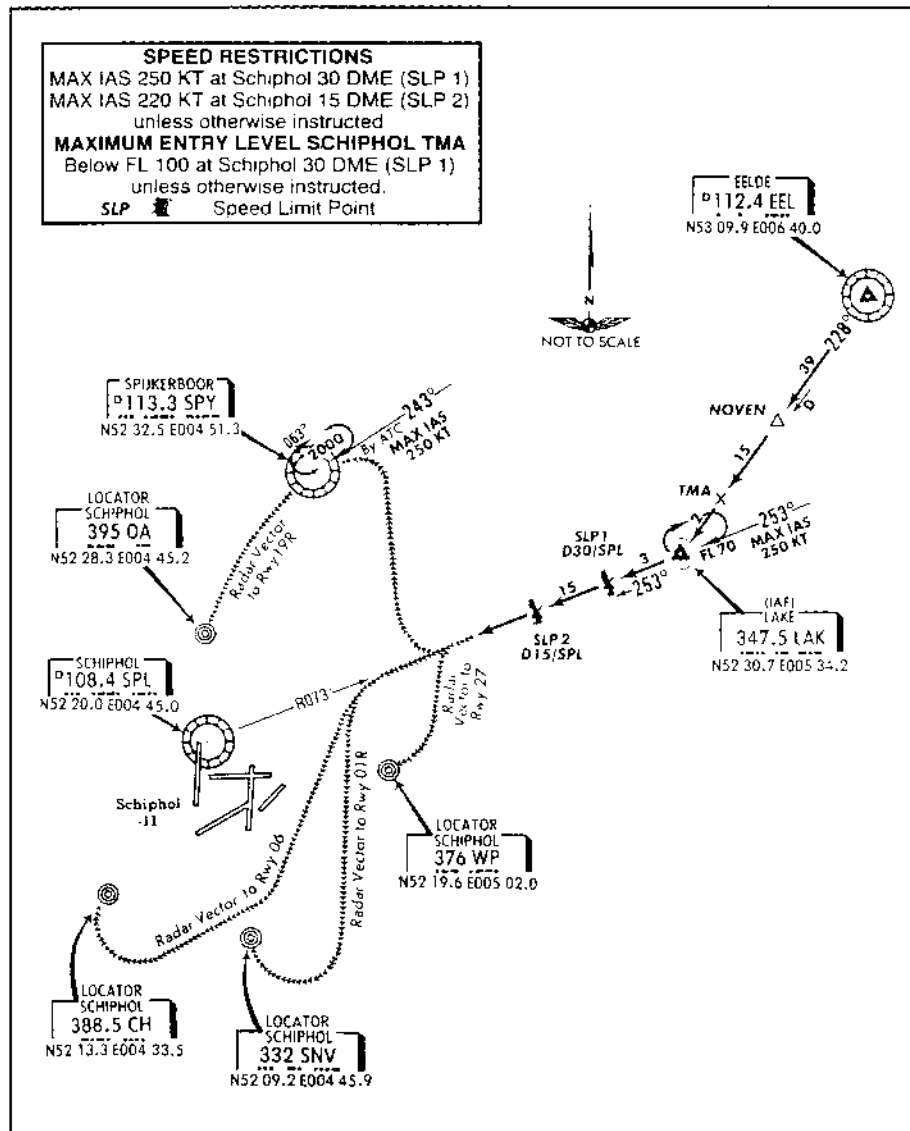 SPEED RESTRICTIONS
MAX IAS 250 KT at Schiphol 30 DME (SLP 1)
MAX IAS 220 KT at Schiphol 15 DME (SLP 2)
unless otherwise instructed
MAXIMUM ENTRY LEVEL SCHIPHOL TMA
Below FL 100 at Schiphol 30 DME (SLP 1)
unless otherwise instructed.
SLP Speed Limit Point
EELDE
D 112.4 EEL
N53 09.9 E006 40.0
N
NOT TO SCALE
228°
39
NOVEN
D
15
TMA
2
SPIJKERBOOR
D 113.3 SPY
N52 32.5 E004 51.3
063°
2000
243°
By ATC
MAX IAS
250 KT
LOCATOR
SCHIPHOL
395 OA
N52 28.3 E004 45.2
Radar Vector
to Rwy 19R
SLP 1
D30/SPL
3
253°
FL 70
253°
MAX IAS
250 KT
15
SLP 2
D15/SPL
(IAF)
LAKE
347.5 LAK
N52 30.7 E005 34.2
SCHIPHOL
D 108.4 SPL
N52 20.0 E004 45.0
R073
Radar
Vector to
Rwy 27
Schiphol
-11
LOCATOR
SCHIPHOL
376 WP
N52 19.6 E005 02.0
Radar Vector to Rwy 06
Radar Vector to Rwy 01R
LOCATOR
SCHIPHOL
388.5 CH
N52 13.3 E004 33.5
LOCATOR
SCHIPHOL
332 SNV
N52 09.2 E004 45.9